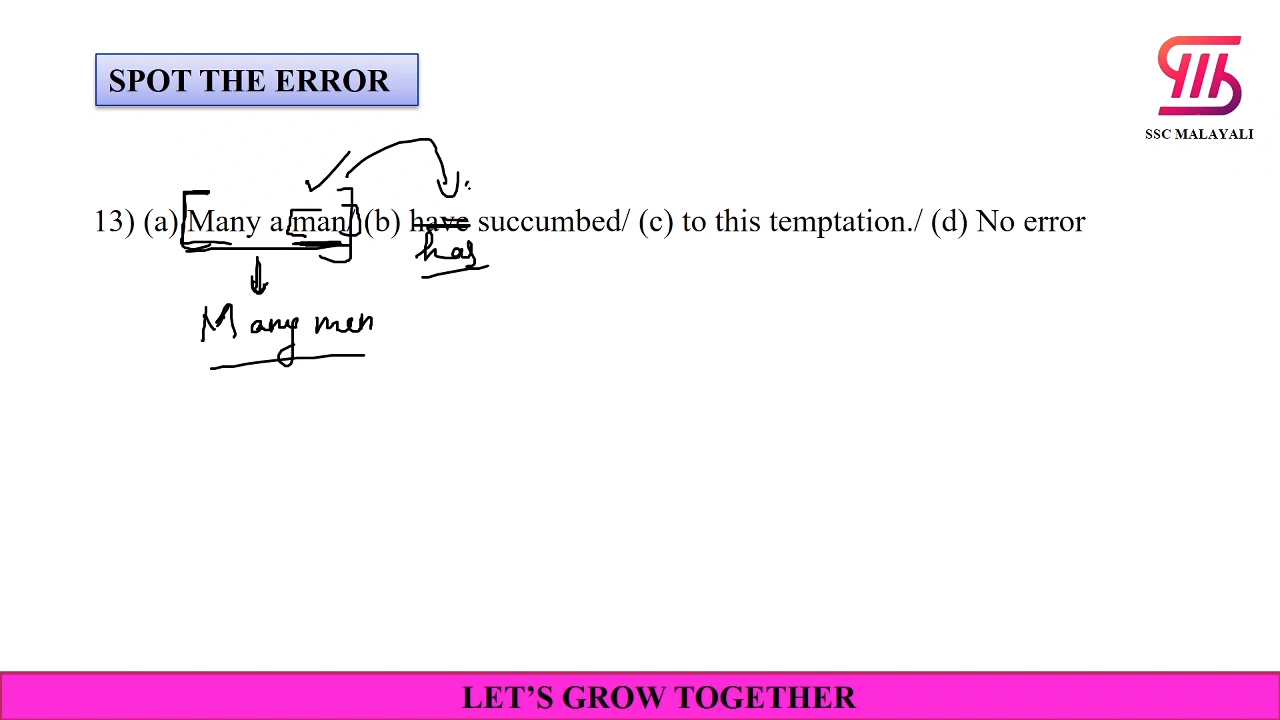 SPOT THE ERROR
SSC MALAYALI
13) (a) Many a man/ (b) have succumbed/ (c) to this temptation./ (d) No error
has
Many men
LET'S GROW TOGETHER